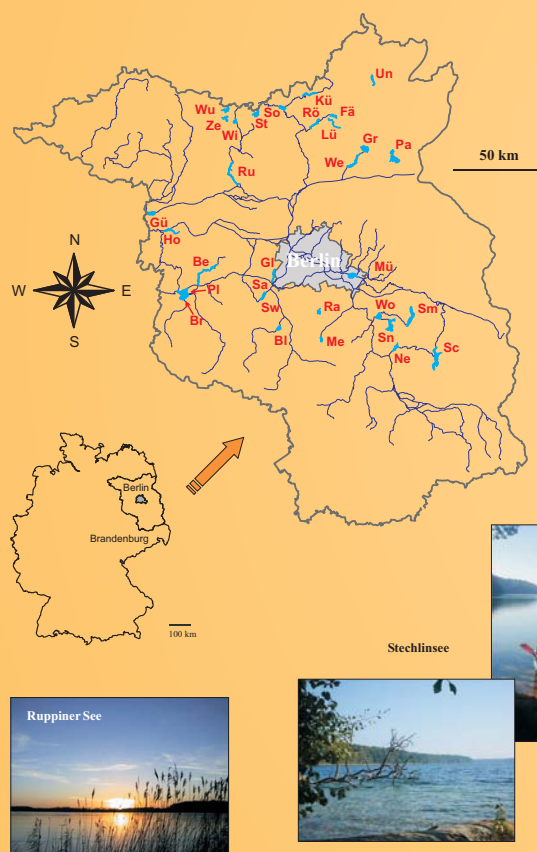 Un
Kü
Wu
So
Rö
Fä
Ze
Wi
St
Lü
Gr
Pa
We
Ru
50 km
Gü
Ho
N
W
E
S
Be
Gl
Berlin
Mü
Pl
Sa
Br
Sw
Ra
Wo
Sm
Bl
Me
Sn
Ne
Sc
Berlin
Brandenburg
100 km
Stechlinsee
Ruppiner See